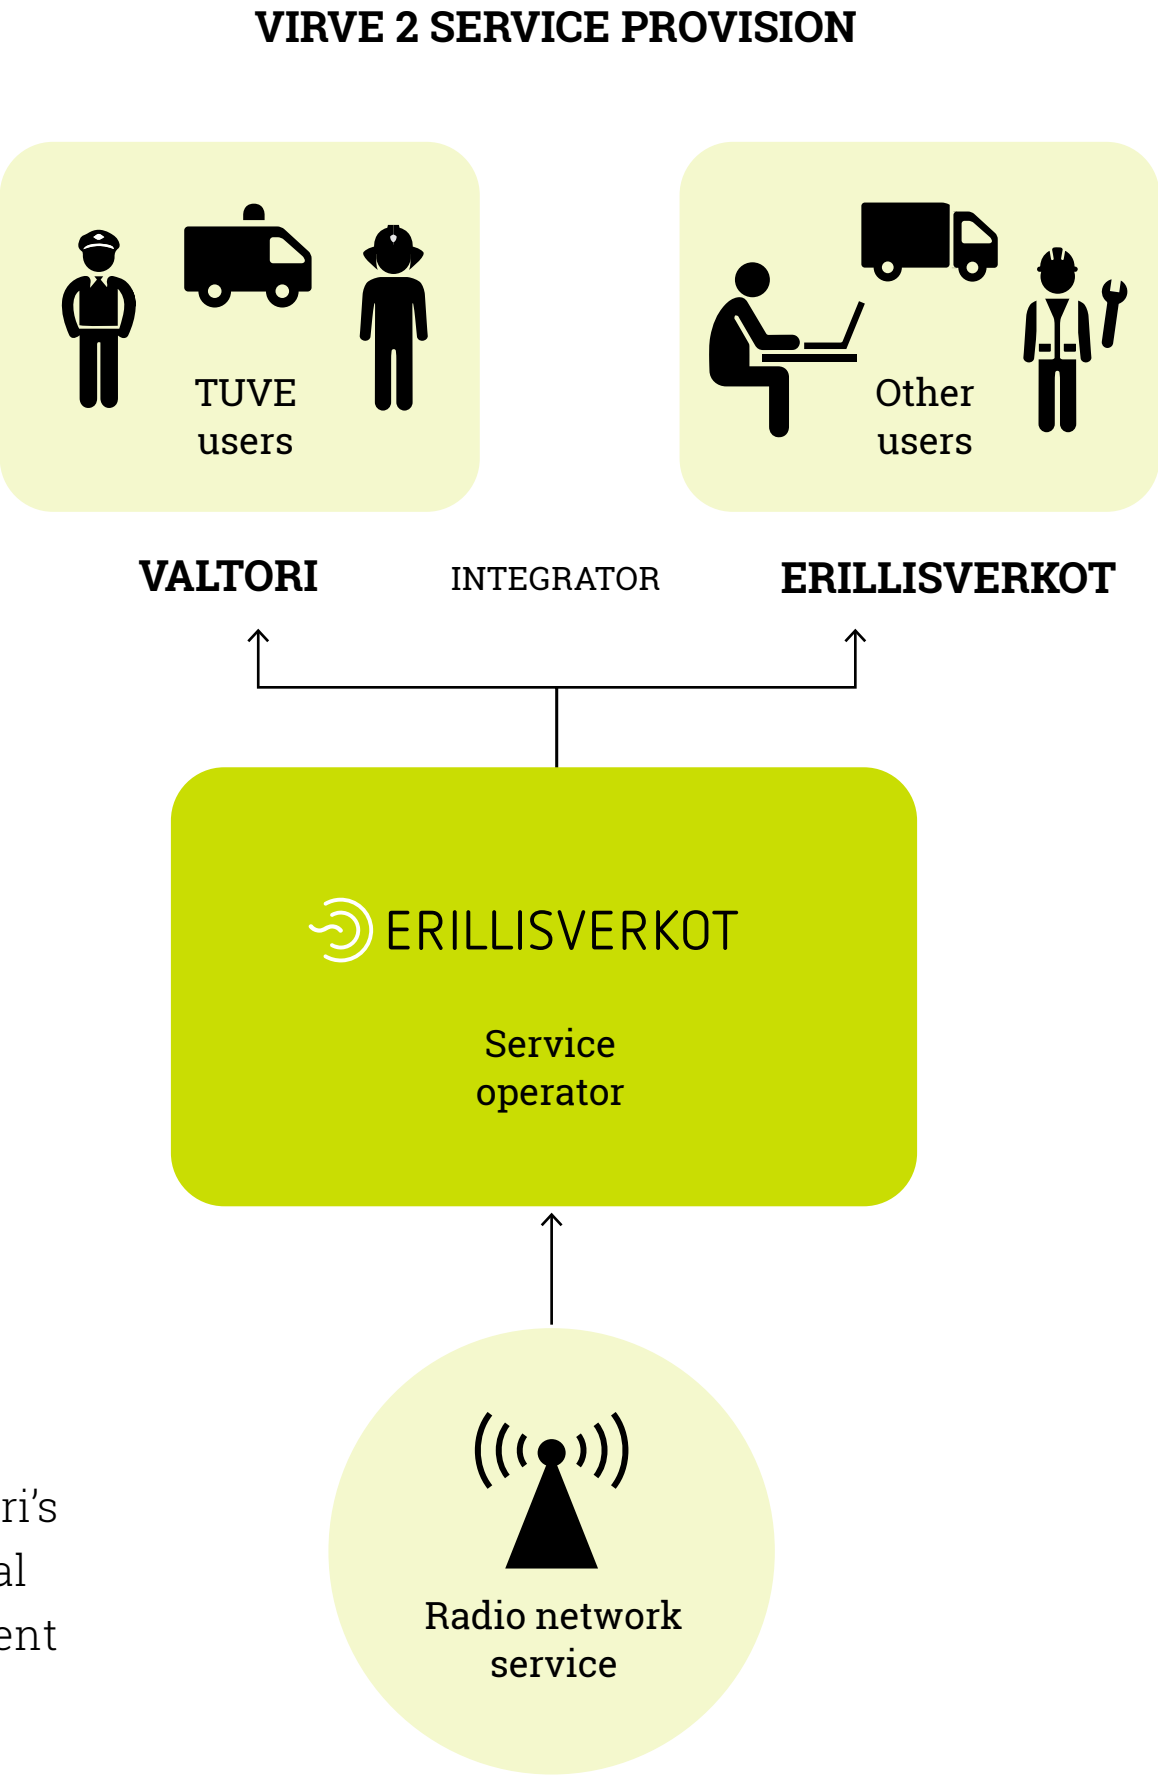 VIRVE 2 SERVICE PROVISION
TUVE
users
Other
users
VALTORI
INTEGRATOR
ERILLISVERKOT
ERILLISVERKOT
Service
operator
ri’s
al
ent
Radio network
service